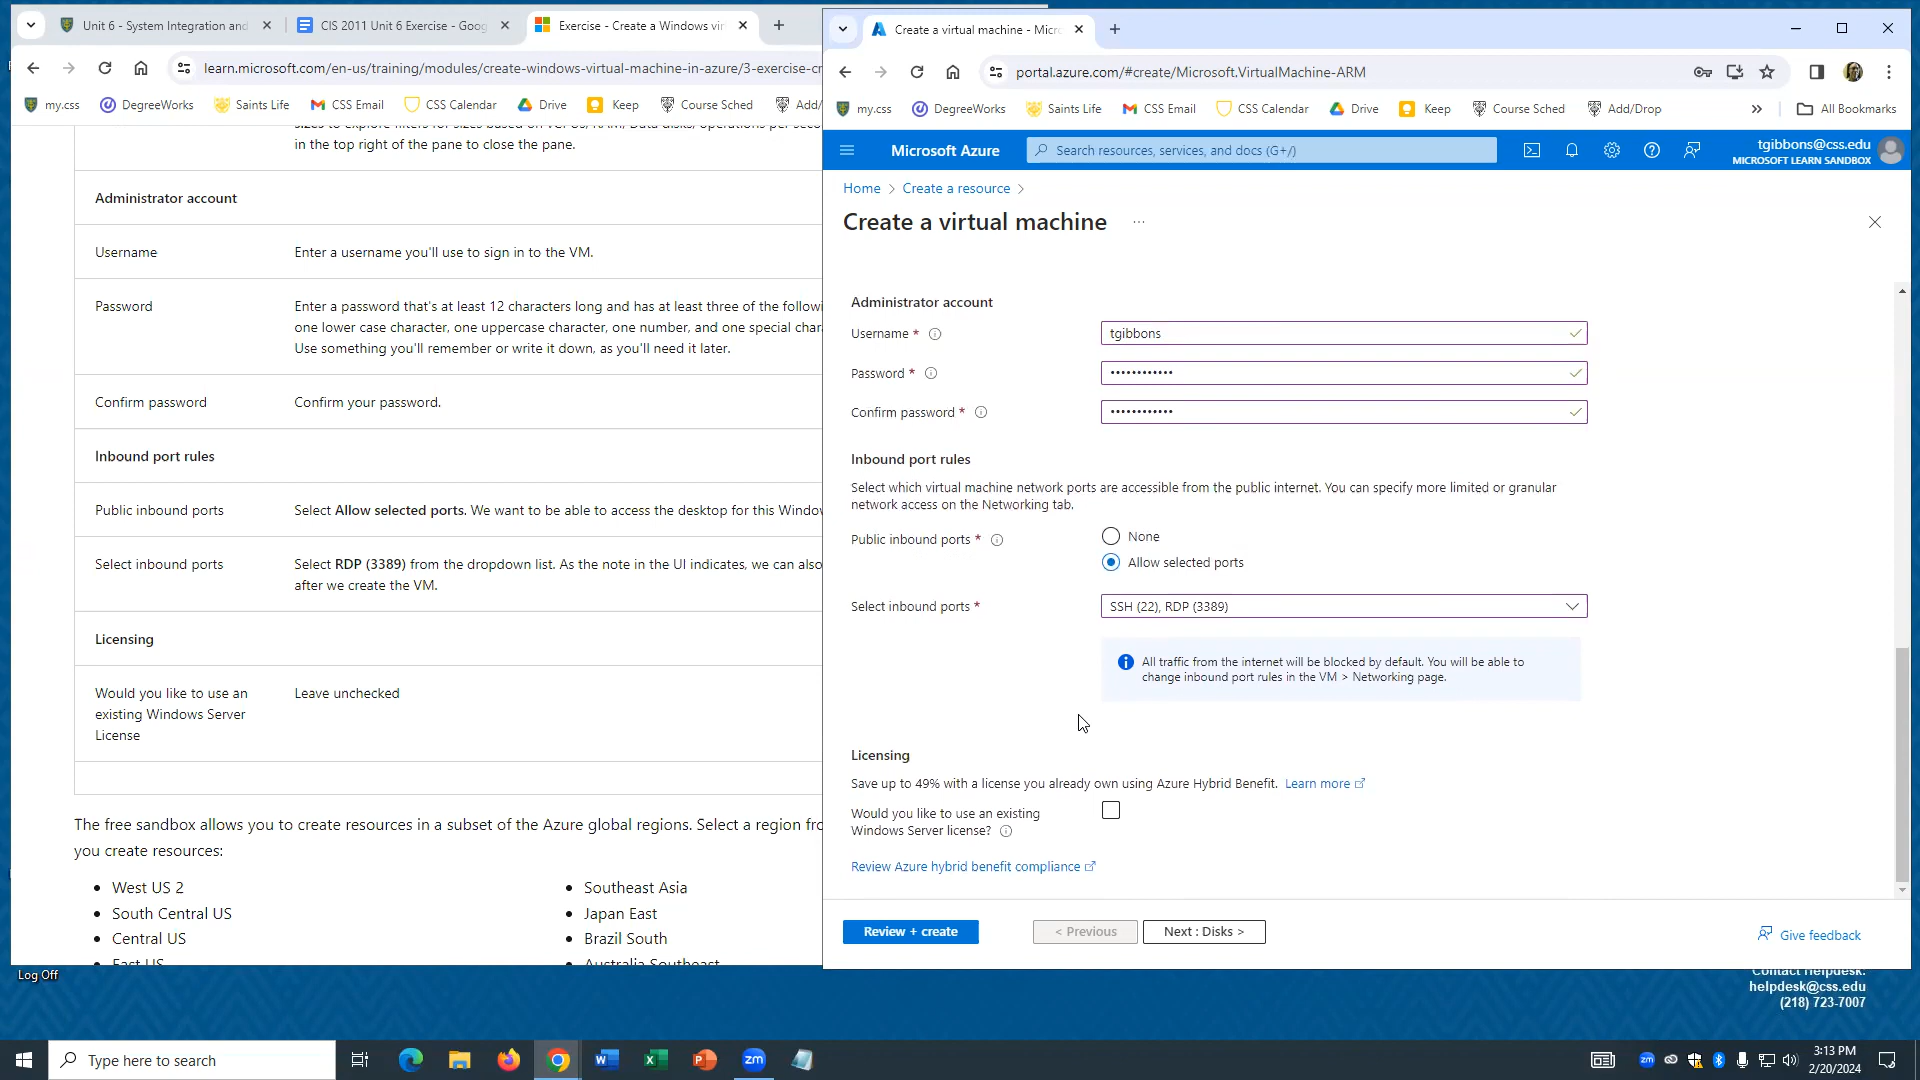 Unit 6 - System Integration and
CIS 2011 Unit 6 Exercise - Goog
Exercise - Create a Windows vir
learn.microsoft.com/en-us/training/modules/create-windows-virtual-machine-in-azure/3-exercise-cr
my.css
DegreeWorks
Saints Life
CSS Email
CSS Calendar
Drive
Keep
Course Sched
Add/
in the top right of the pane to close the pane.
Administrator account
Username
Enter a username you'll use to sign in to the VM.
Password
Enter a password that's at least 12 characters long and has at least three of the followi
one lower case character, one uppercase character, one number, and one special char
Use something you'll remember or write it down, as you'll need it later.
Confirm password
Confirm your password.
Inbound port rules
Public inbound ports
Select Allow selected ports. We want to be able to access the desktop for this Windov
Select inbound ports
Select RDP (3389) from the dropdown list. As the note in the UI indicates, we can also
after we create the VM.
Licensing
Would you like to use an
existing Windows Server
License
Leave unchecked
The free sandbox allows you to create resources in a subset of the Azure global regions. Select a region fro
you create resources:
• West US 2
• South Central US
• Central US
• East US
• Southeast Asia
• Japan East
• Brazil South
• Australia Southeast
Create a virtual machine - Micro
portal.azure.com/#create/Microsoft.VirtualMachine-ARM
my.css
DegreeWorks
Saints Life
CSS Email
CSS Calendar
Drive
Keep
Course Sched
Add/Drop
»
All Bookmarks
Microsoft Azure
Search resources, services, and docs (G+/)
tgibbons@css.edu
MICROSOFT LEARN SANDBOX
Home > Create a resource >
Create a virtual machine ...
Administrator account
Username *
tgibbons
Password *
••••••••••••
Confirm password *
••••••••••••
Inbound port rules
Select which virtual machine network ports are accessible from the public internet. You can specify more limited or granular
network access on the Networking tab.
Public inbound ports *
None
Allow selected ports
Select inbound ports *
SSH (22), RDP (3389)
All traffic from the internet will be blocked by default. You will be able to
change inbound port rules in the VM > Networking page.
Licensing
Save up to 49% with a license you already own using Azure Hybrid Benefit. Learn more
Would you like to use an existing
Windows Server license?
Review Azure hybrid benefit compliance
Review + create
< Previous
Next : Disks >
Give feedback
Log Off
Contact Helpdesk:
helpdesk@css.edu
(218) 723-7007
Type here to search
zm
zm
3:13 PM
2/20/2024